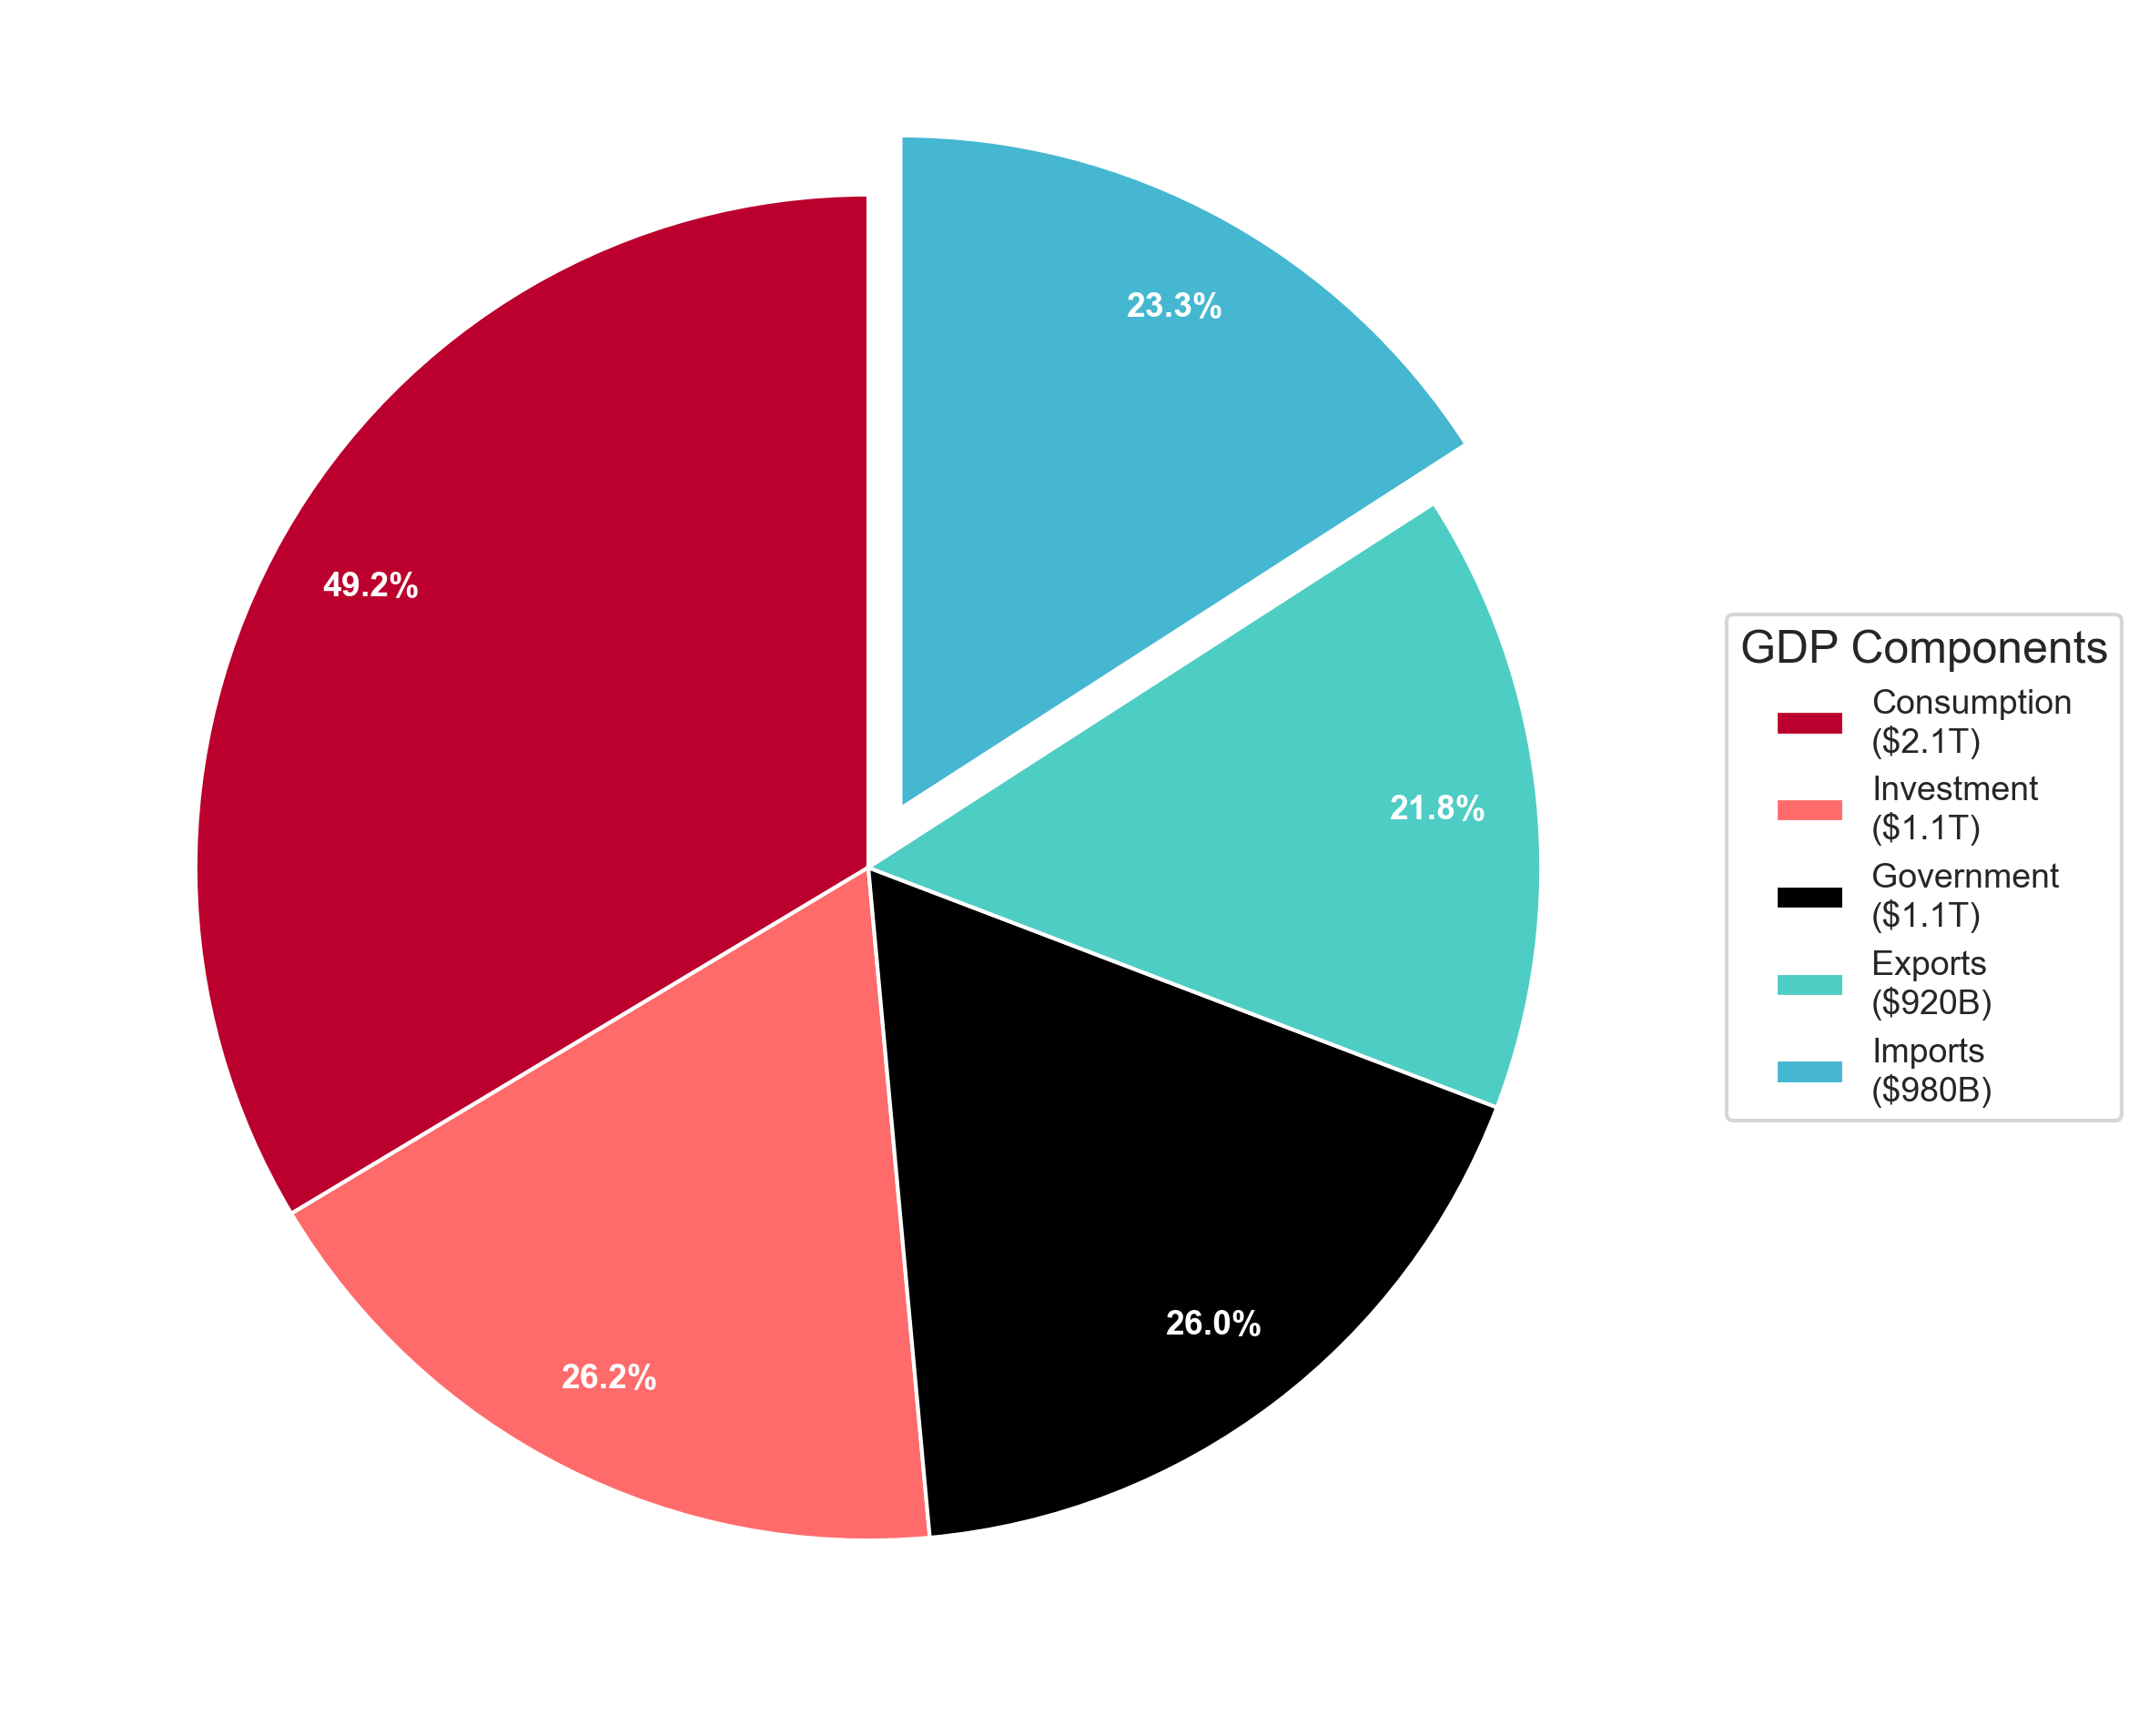 23.3%
49.2%
21.8%
26.0%
26.2%
GDP Components
Consumption
($2.1T)
Investment
($1.1T)
Government
($1.1T)
Exports
($920B)
Imports
($980B)